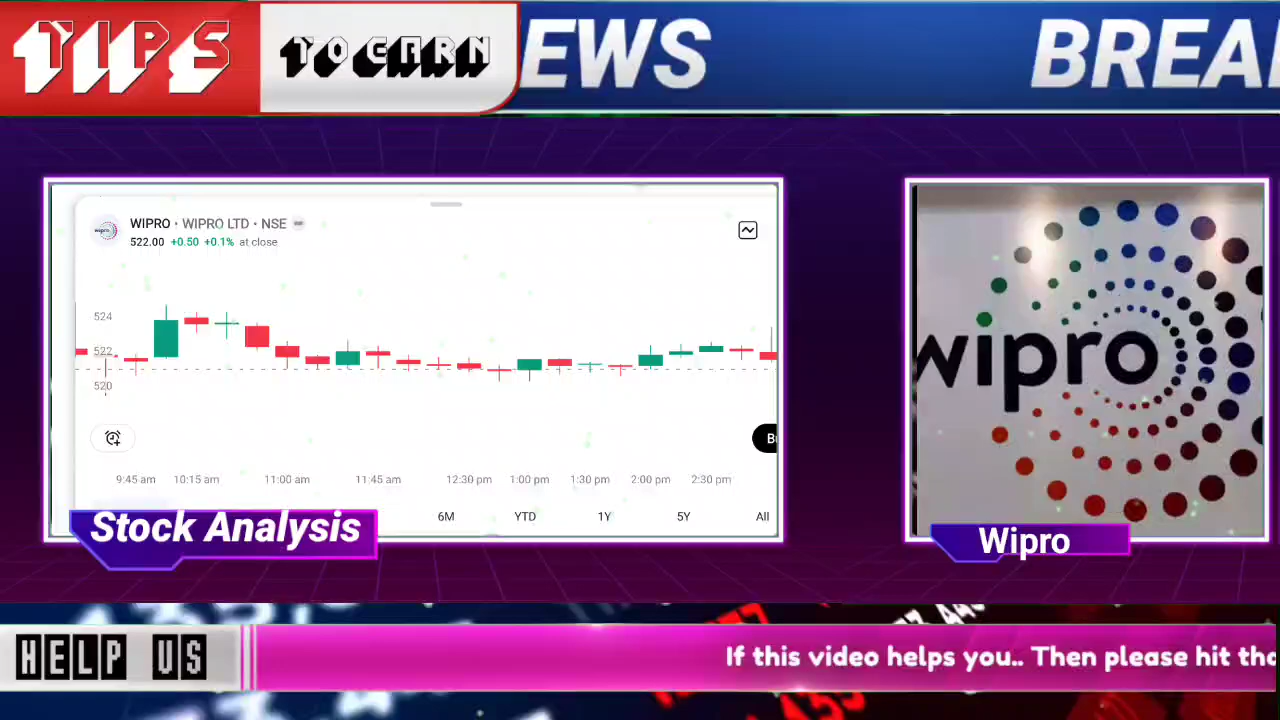 TIPS
TO EARN
EWS
BREA
WIPRO · WIPRO LTD · NSE
522.00 +0.50 +0.1% at close
524
522
520
9:45 am 10:15 am 11:00 am 11:45 am 12:30 pm 1:00 pm 1:30 pm 2:00 pm 2:30 pm
6M YTD 1Y 5Y All
Stock Analysis
wipro
Wipro
HELP US
If this video helps you.. Then please hit tha